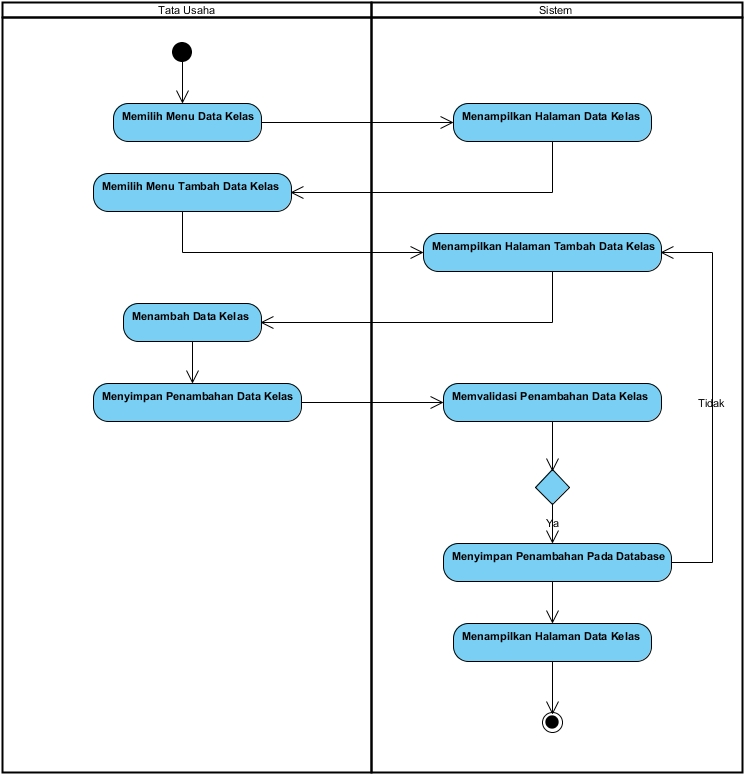 Tata Usaha
Sistem
Memilih Menu Data Kelas
Menampilkan Halaman Data Kelas
Memilih Menu Tambah Data Kelas
Menampilkan Halaman Tambah Data Kelas
Menambah Data Kelas
Menyimpan Penambahan Data Kelas
Memvalidasi Penambahan Data Kelas
Tidak
Ya
Menyimpan Penambahan Pada Database
Menampilkan Halaman Data Kelas